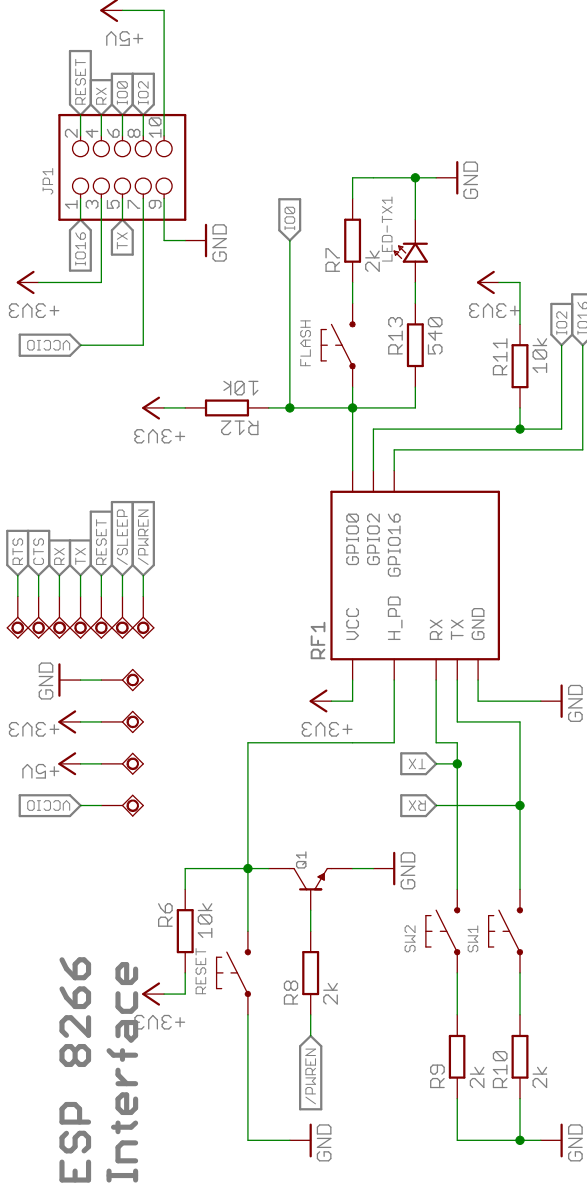 +5V
RESET
RX
IO0
IO2
2
4
6
8
10
JP1
1
3
5
7
9
IO16
TX
GND
+3V3
VCCIO
IO0
R7
2k
LED-TX1
GND
FLASH
R13
540
+3V3
R11
10k
IO2
IO16
10k
R12
+3V3
RTS
CTS
RX
TX
RESET
/SLEEP
/PWREN
GND
+3V3
+5V
VCCIO
GPIO0
GPIO2
GPIO16
RF1
VCC
H_PD
RX
TX
GND
+3V3
GND
TX
RX
Q1
GND
R6
10k
RESET
+3V3
R8
2k
/PWREN
GND
SW2
SW1
R9
2k
R10
2k
GND
ESP 8266
Interface